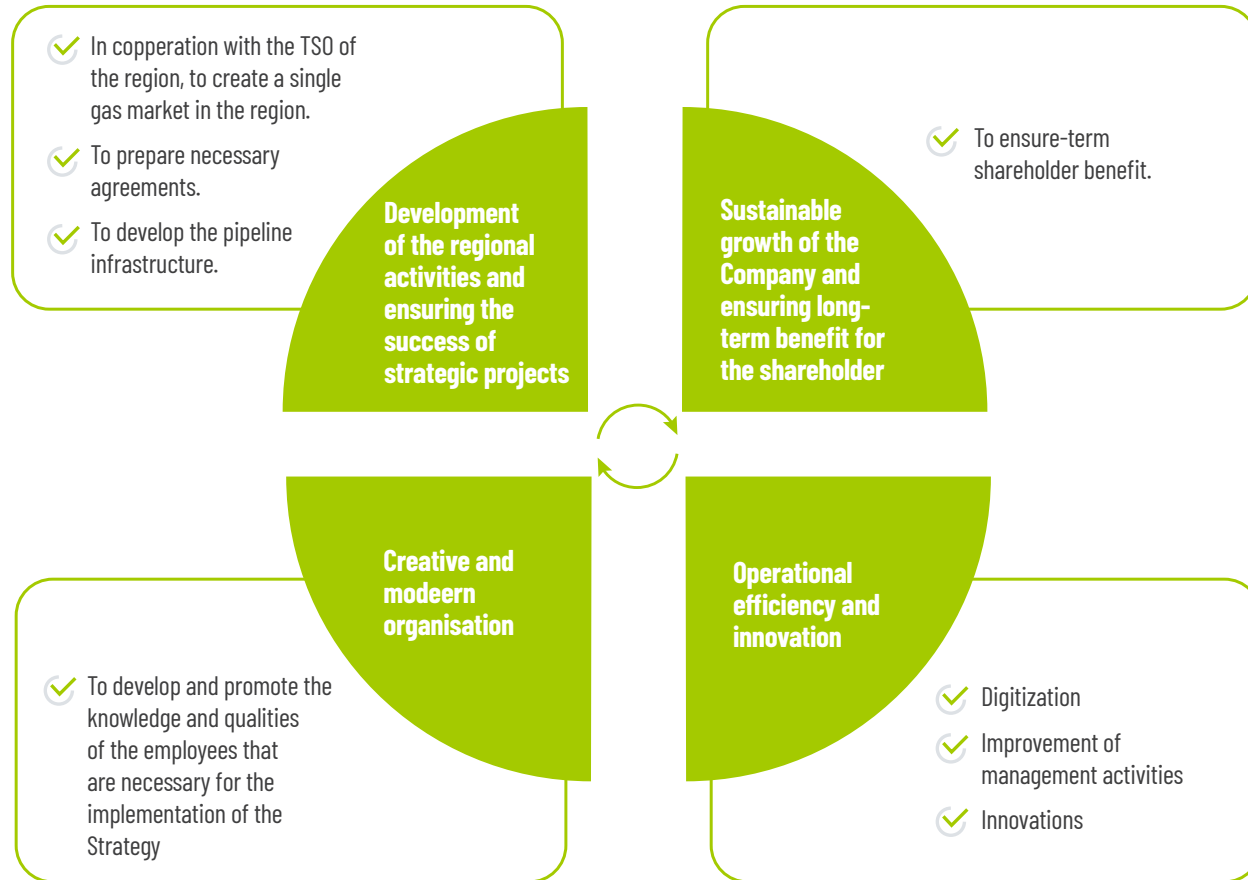 In copperation with the TSO of
the region, to create a single
gas market in the region.
To prepare necessary
agreements.
To develop the pipeline
infrastructure.
Development
of the regional
activities and
ensuring the
success of
strategic projects
To ensure-term
shareholder benefit.
Sustainable
growth of the
Company and
ensuring long-
term benefit for
the shareholder
Creative and
modeern
organisation
To develop and promote the
knowledge and qualities
of the employees that
are necessary for the
implementation of the
Strategy
Operational
efficiency and
innovation
Digitization
Improvement of
management activities
Innovations